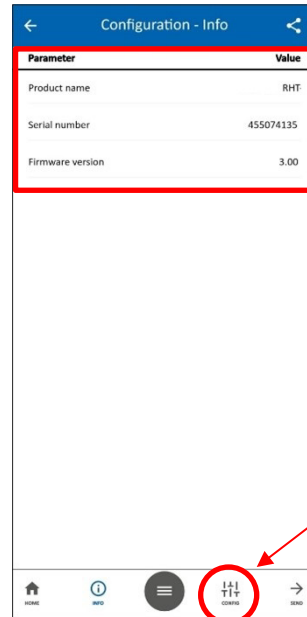 Configuration - Info
Parameter Value
Product name RHT-
Serial number 455074135
Firmware version 3.00
HOME INFO CONFIG SEND